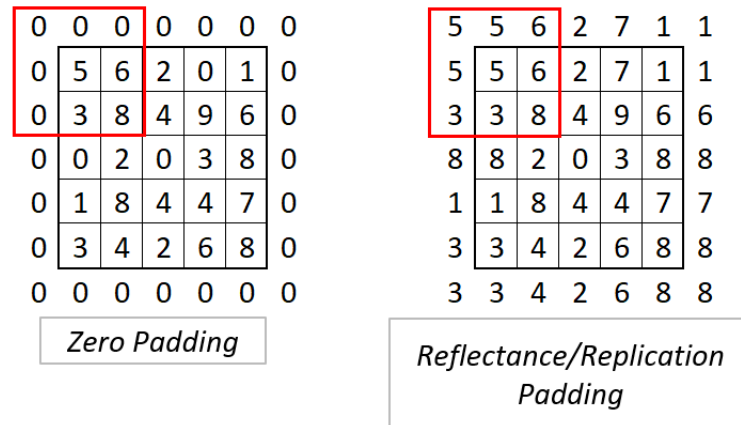 0 0 0 0 0 0 0
0 5 6 2 0 1 0
0 3 8 4 9 6 0
0 0 2 0 3 8 0
0 1 8 4 4 7 0
0 3 4 2 6 8 0
0 0 0 0 0 0 0
Zero Padding
5 5 6 2 7 1 1
5 5 6 2 7 1 1
3 3 8 4 9 6 6
8 8 2 0 3 8 8
1 1 8 4 4 7 7
3 3 4 2 6 8 8
3 3 4 2 6 8 8
Reflectance/Replication
Padding